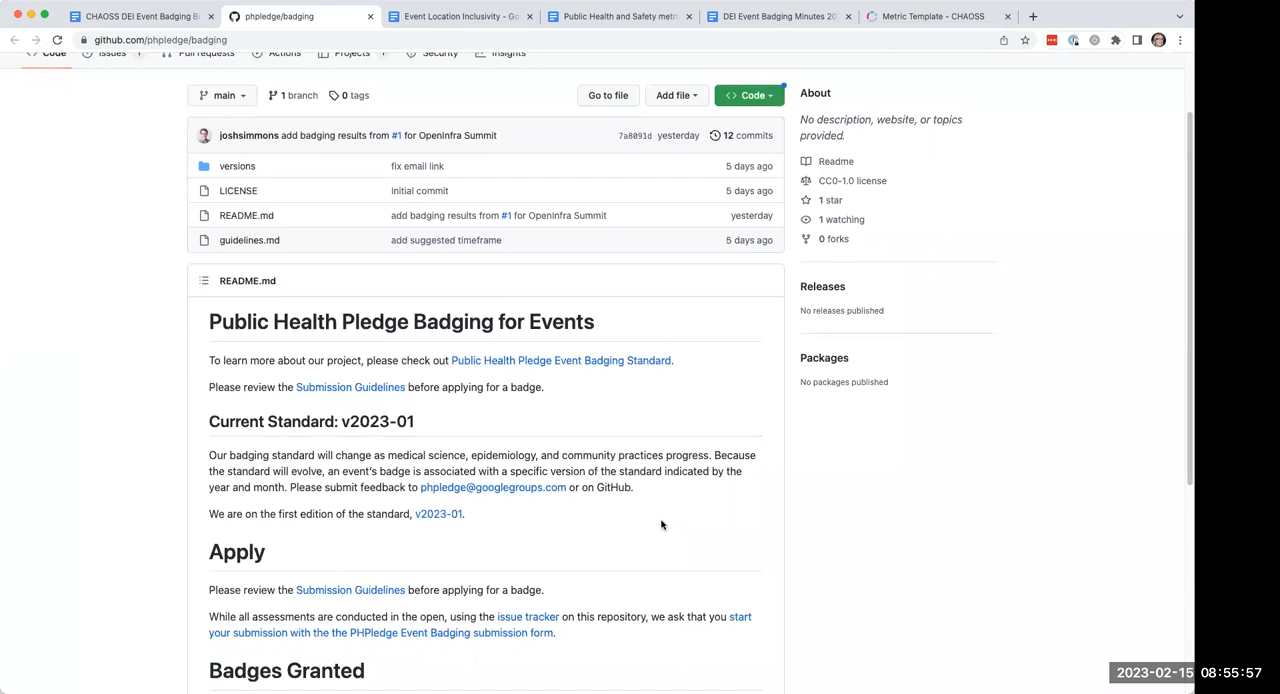 CHAOSS DEI Event Badging B
phpledge/badging
Event Location Inclusivity - Go
Public Health and Safety metri
DEI Event Badging Minutes 20
Metric Template - CHAOSS
github.com/phpledge/badging
Code Issues 1 Pull requests Actions Projects 1 Security Insights
main 1 branch 0 tags Go to file Add file Code
joshsimmons add badging results from #1 for OpenInfra Summit 7a8091d yesterday 12 commits
versions fix email link 5 days ago
LICENSE Initial commit 5 days ago
README.md add badging results from #1 for OpenInfra Summit yesterday
guidelines.md add suggested timeframe 5 days ago
About
No description, website, or topics
provided.
Readme
CC0-1.0 license
1 star
1 watching
0 forks
Releases
No releases published
Packages
No packages published
README.md
Public Health Pledge Badging for Events
To learn more about our project, please check out Public Health Pledge Event Badging Standard.
Please review the Submission Guidelines before applying for a badge.
Current Standard: v2023-01
Our badging standard will change as medical science, epidemiology, and community practices progress. Because
the standard will evolve, an event's badge is associated with a specific version of the standard indicated by the
year and month. Please submit feedback to phpledge@googlegroups.com or on GitHub.
We are on the first edition of the standard, v2023-01.
Apply
Please review the Submission Guidelines before applying for a badge.
While all assessments are conducted in the open, using the issue tracker on this repository, we ask that you start
your submission with the the PHPledge Event Badging submission form.
Badges Granted
2023-02-15 08:55:57